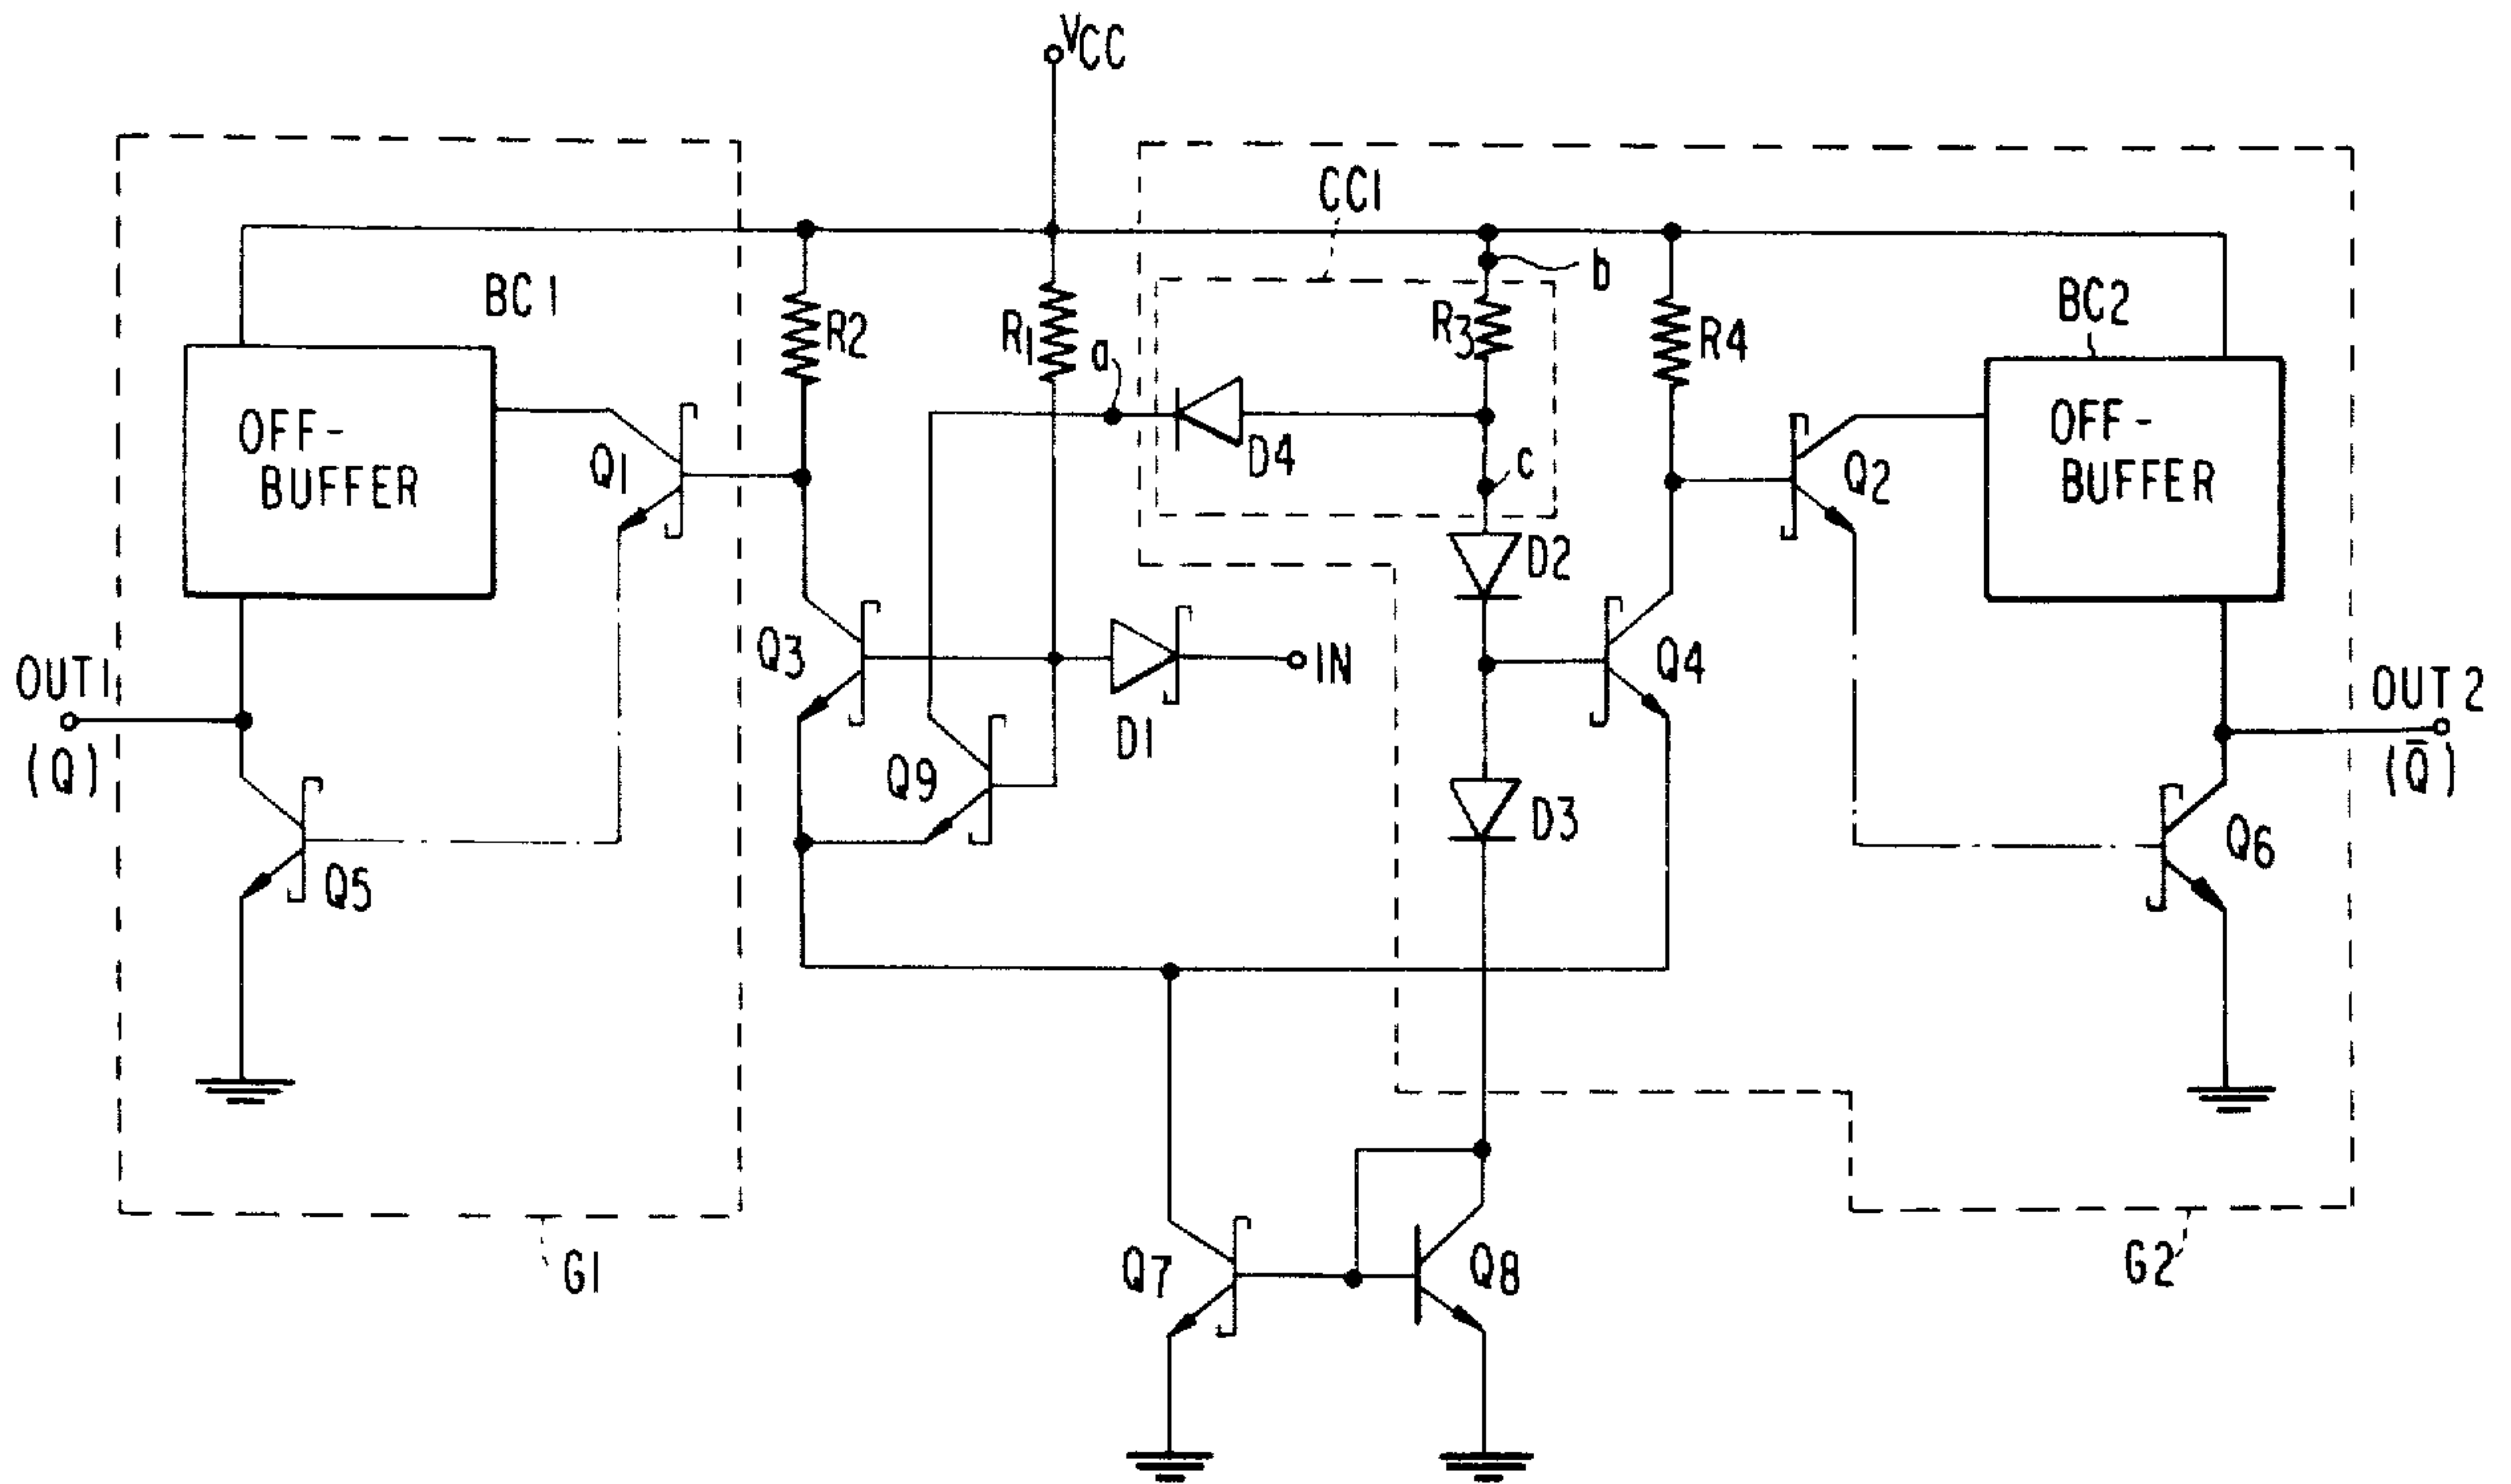 VCC
CC1
b
BC1
BC2
R2
R1
a
R3
R4
OFF-
BUFFER
Q1
D4
c
Q2
OFF-
BUFFER
D2
OUT1
(Q)
Q3
IN
D1
Q4
OUT2
(Q̄)
Q9
D3
Q5
Q6
Q7
Q8
G1
G2